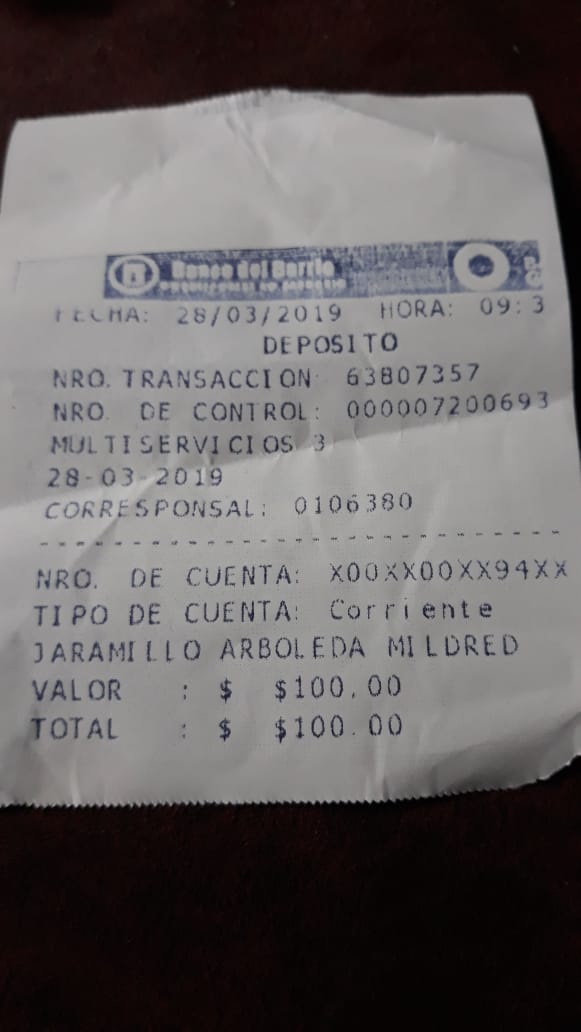 Banco del Barrio
FECHA: 28/03/2019 HORA: 09:3
DEPOSITO
NRO. TRANSACCION: 63807357
NRO. DE CONTROL: 000007200693
MULTISERVICIOS 3
28-03-2019
CORRESPONSAL: 0106380
NRO. DE CUENTA: X00XX00XX94XX
TIPO DE CUENTA: Corriente
JARAMILLO ARBOLEDA MILDRED
VALOR : $ $100.00
TOTAL : $ $100.00